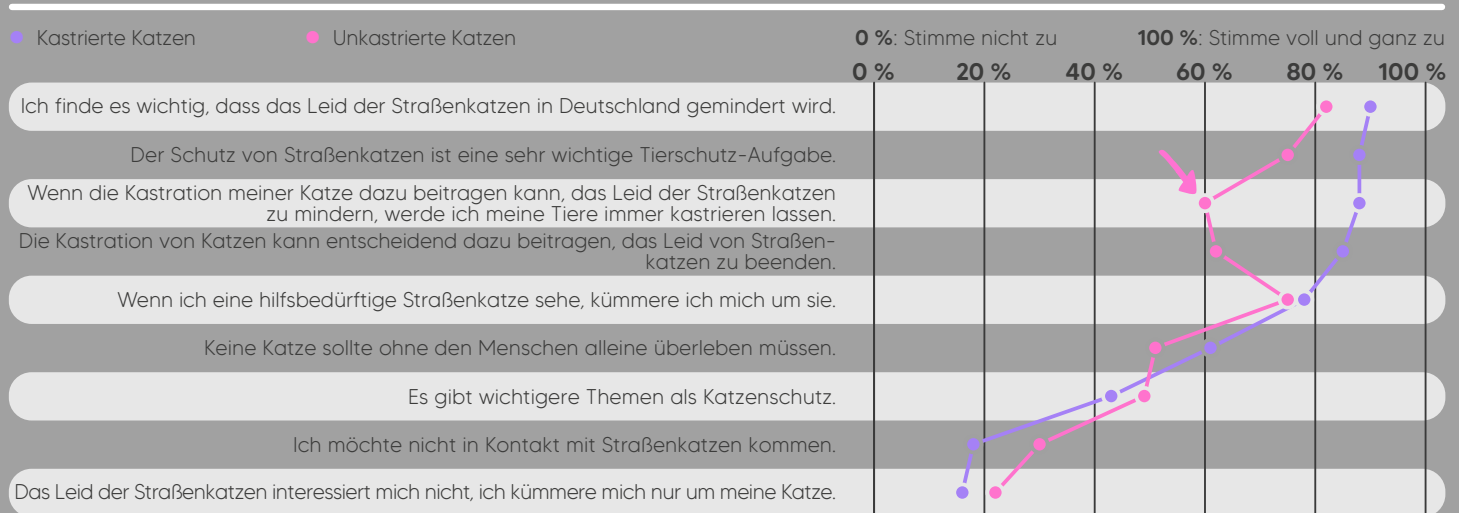 Kastrierte Katzen
Unkastrierte Katzen
0 %: Stimme nicht zu
100 %: Stimme voll und ganz zu
0 %
20 %
40 %
60 %
80 %
100 %
Ich finde es wichtig, dass das Leid der Straßenkatzen in Deutschland gemindert wird.
Der Schutz von Straßenkatzen ist eine sehr wichtige Tierschutz-Aufgabe.
Wenn die Kastration meiner Katze dazu beitragen kann, das Leid der Straßenkatzen
zu mindern, werde ich meine Tiere immer kastrieren lassen.
Die Kastration von Katzen kann entscheidend dazu beitragen, das Leid von Straßen-
katzen zu beenden.
Wenn ich eine hilfsbedürftige Straßenkatze sehe, kümmere ich mich um sie.
Keine Katze sollte ohne den Menschen alleine überleben müssen.
Es gibt wichtigere Themen als Katzenschutz.
Ich möchte nicht in Kontakt mit Straßenkatzen kommen.
Das Leid der Straßenkatzen interessiert mich nicht, ich kümmere mich nur um meine Katze.